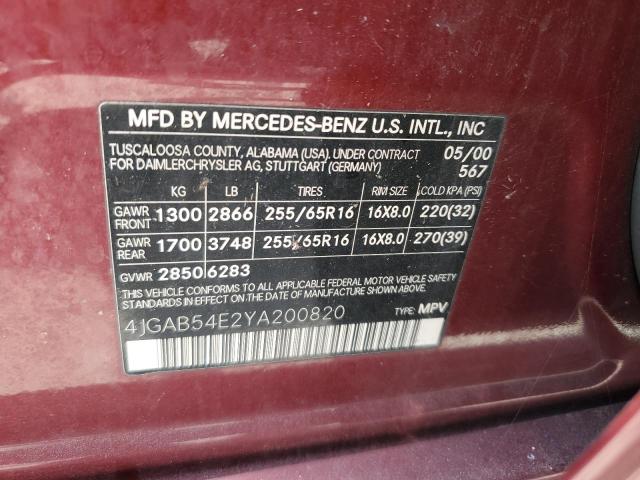 MFD BY MERCEDES-BENZ U.S. INTL., INC
TUSCALOOSA COUNTY, ALABAMA (USA). UNDER CONTRACT 05/00
FOR DAIMLERCHRYSLER AG, STUTTGART (GERMANY) 567
KG LB TIRES RIM SIZE COLD KPA (PSI)
GAWR FRONT 1300 2866 255/65R16 16X8.0 220(32)
GAWR REAR 1700 3748 255/65R16 16X8.0 270(39)
GVWR 2850 6283
THIS VEHICLE CONFORMS TO ALL APPLICABLE FEDERAL MOTOR VEHICLE SAFETY
STANDARDS IN EFFECT ON THE DATE OF MANUFACTURE SHOWN ABOVE.
4JGAB54E2YA200820 TYPE: MPV